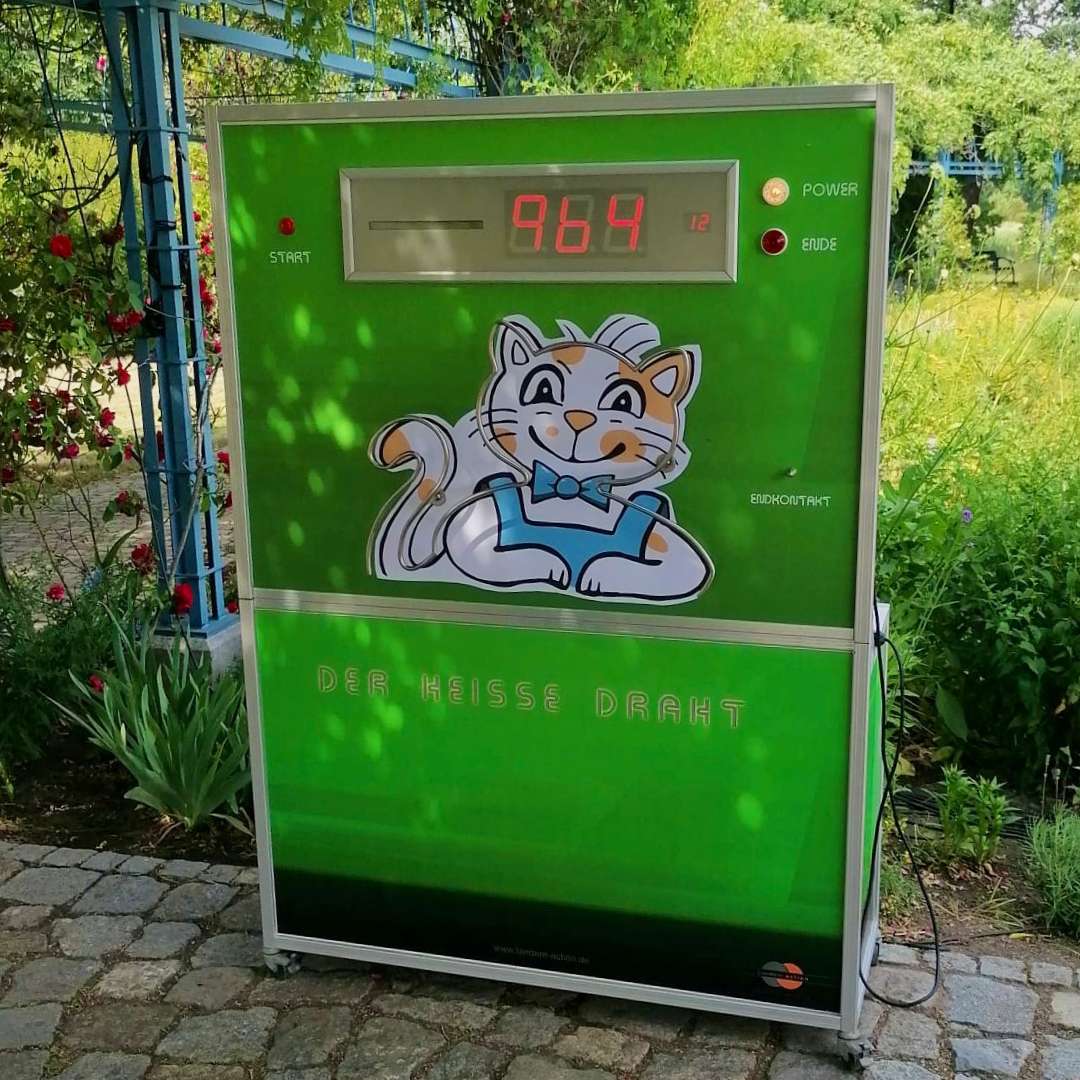 964
12
POWER
START
ENDE
ENDKONTAKT
DER HEISSE DRAHT